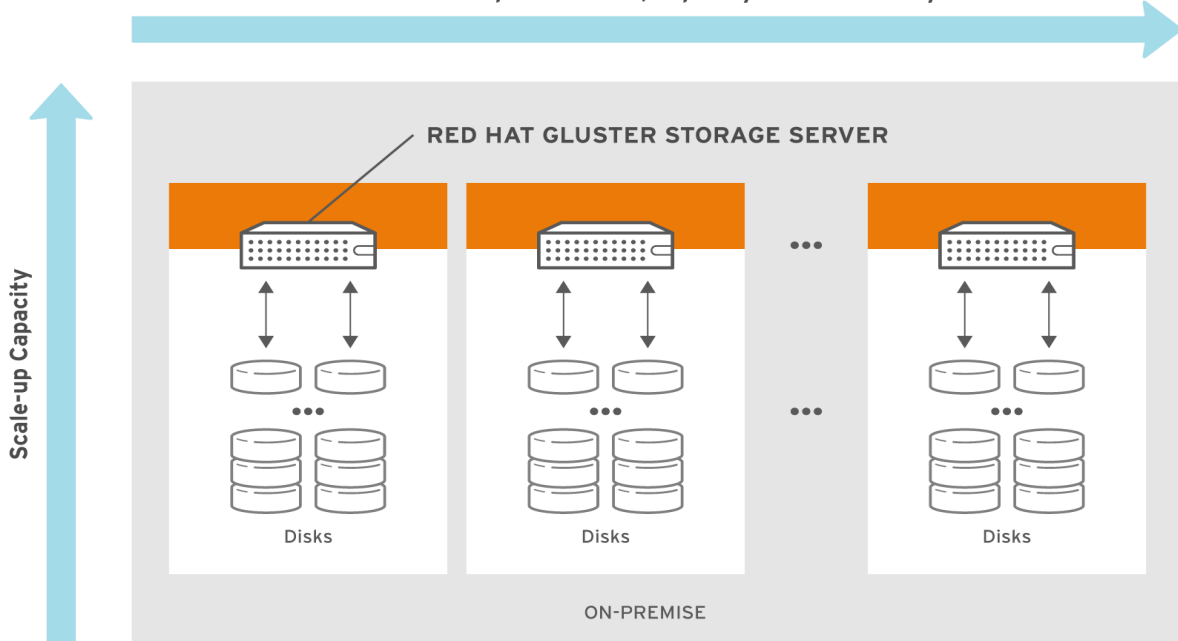 RED HAT GLUSTER STORAGE SERVER
Scale-up Capacity
Disks
Disks
Disks
ON-PREMISE